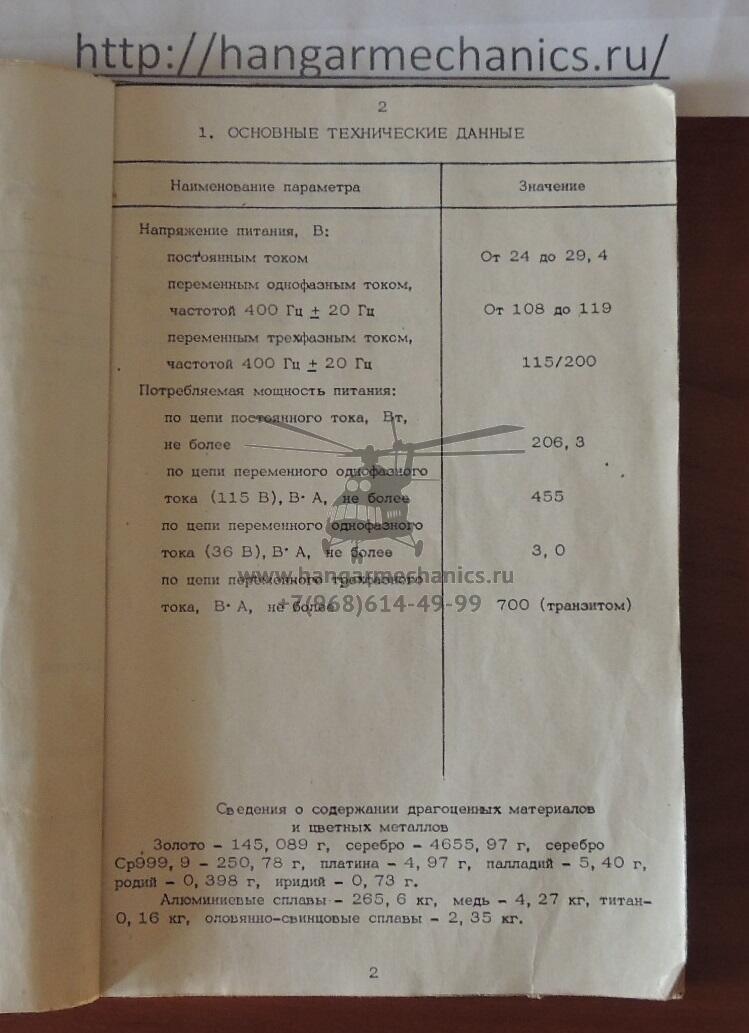 http://hangarmechanics.ru/
2
1. ОСНОВНЫЕ ТЕХНИЧЕСКИЕ ДАННЫЕ
Наименование параметра Значение
Напряжение питания, В:
постоянным током От 24 до 29, 4
переменным однофазным током,
частотой 400 Гц ± 20 Гц От 108 до 119
переменным трехфазным током,
частотой 400 Гц ± 20 Гц 115/200
Потребляемая мощность питания:
по цепи постоянного тока, Вт,
не более 206, 3
по цепи переменного однофазного
тока (115 В), В· А, не более 455
по цепи переменного однофазного
тока (36 В), В· А, не более 3, 0
www.hangarmechanics.ru
по цепи переменного трехфазного
тока, В· А, не более 700 (транзитом)
+7(968)614-49-99
Сведения о содержании драгоценных материалов
и цветных металлов
Золото – 145, 089 г, серебро – 4655, 97 г, серебро
Ср999, 9 – 250, 78 г, платина – 4, 97 г, палладий – 5, 40 г,
родий – 0, 398 г, иридий – 0, 73 г.
Алюминиевые сплавы – 265, 6 кг, медь – 4, 27 кг, титан–
0, 16 кг, оловянно-свинцовые сплавы – 2, 35 кг.
2